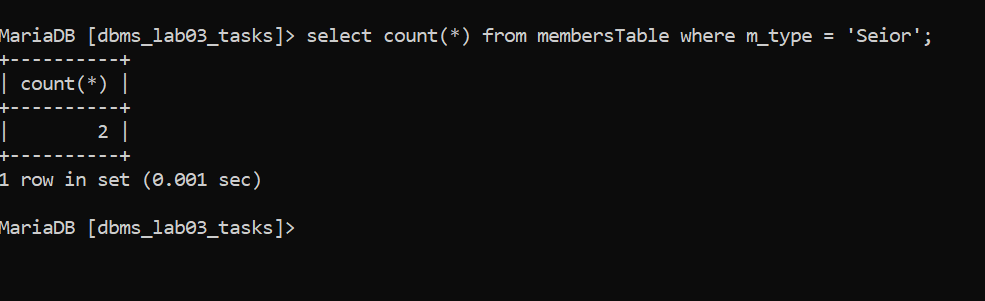 MariaDB [dbms_lab03_tasks]> select count(*) from membersTable where m_type = 'Seior';
+----------+
| count(*) |
+----------+
|        2 |
+----------+
1 row in set (0.001 sec)
MariaDB [dbms_lab03_tasks]>